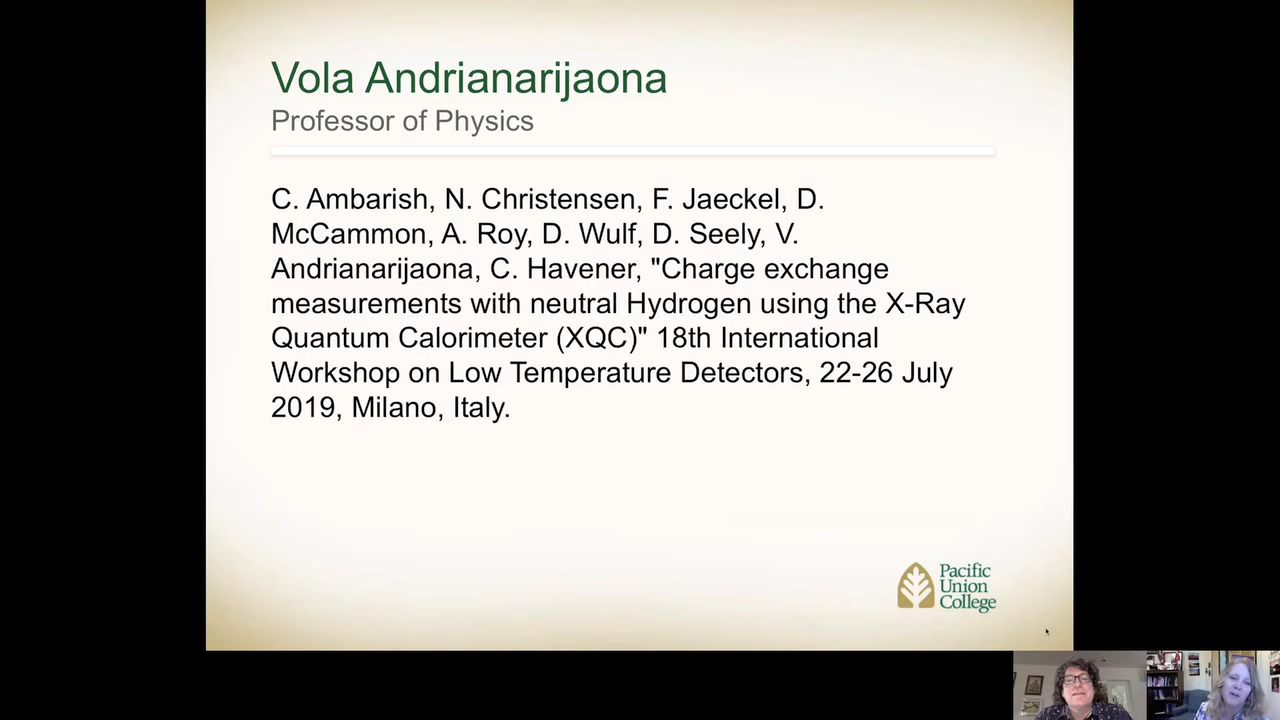 Vola Andrianarijaona
Professor of Physics
C. Ambarish, N. Christensen, F. Jaeckel, D.
McCammon, A. Roy, D. Wulf, D. Seely, V.
Andrianarijaona, C. Havener, "Charge exchange
measurements with neutral Hydrogen using the X-Ray
Quantum Calorimeter (XQC)" 18th International
Workshop on Low Temperature Detectors, 22-26 July
2019, Milano, Italy.
Pacific
Union
College